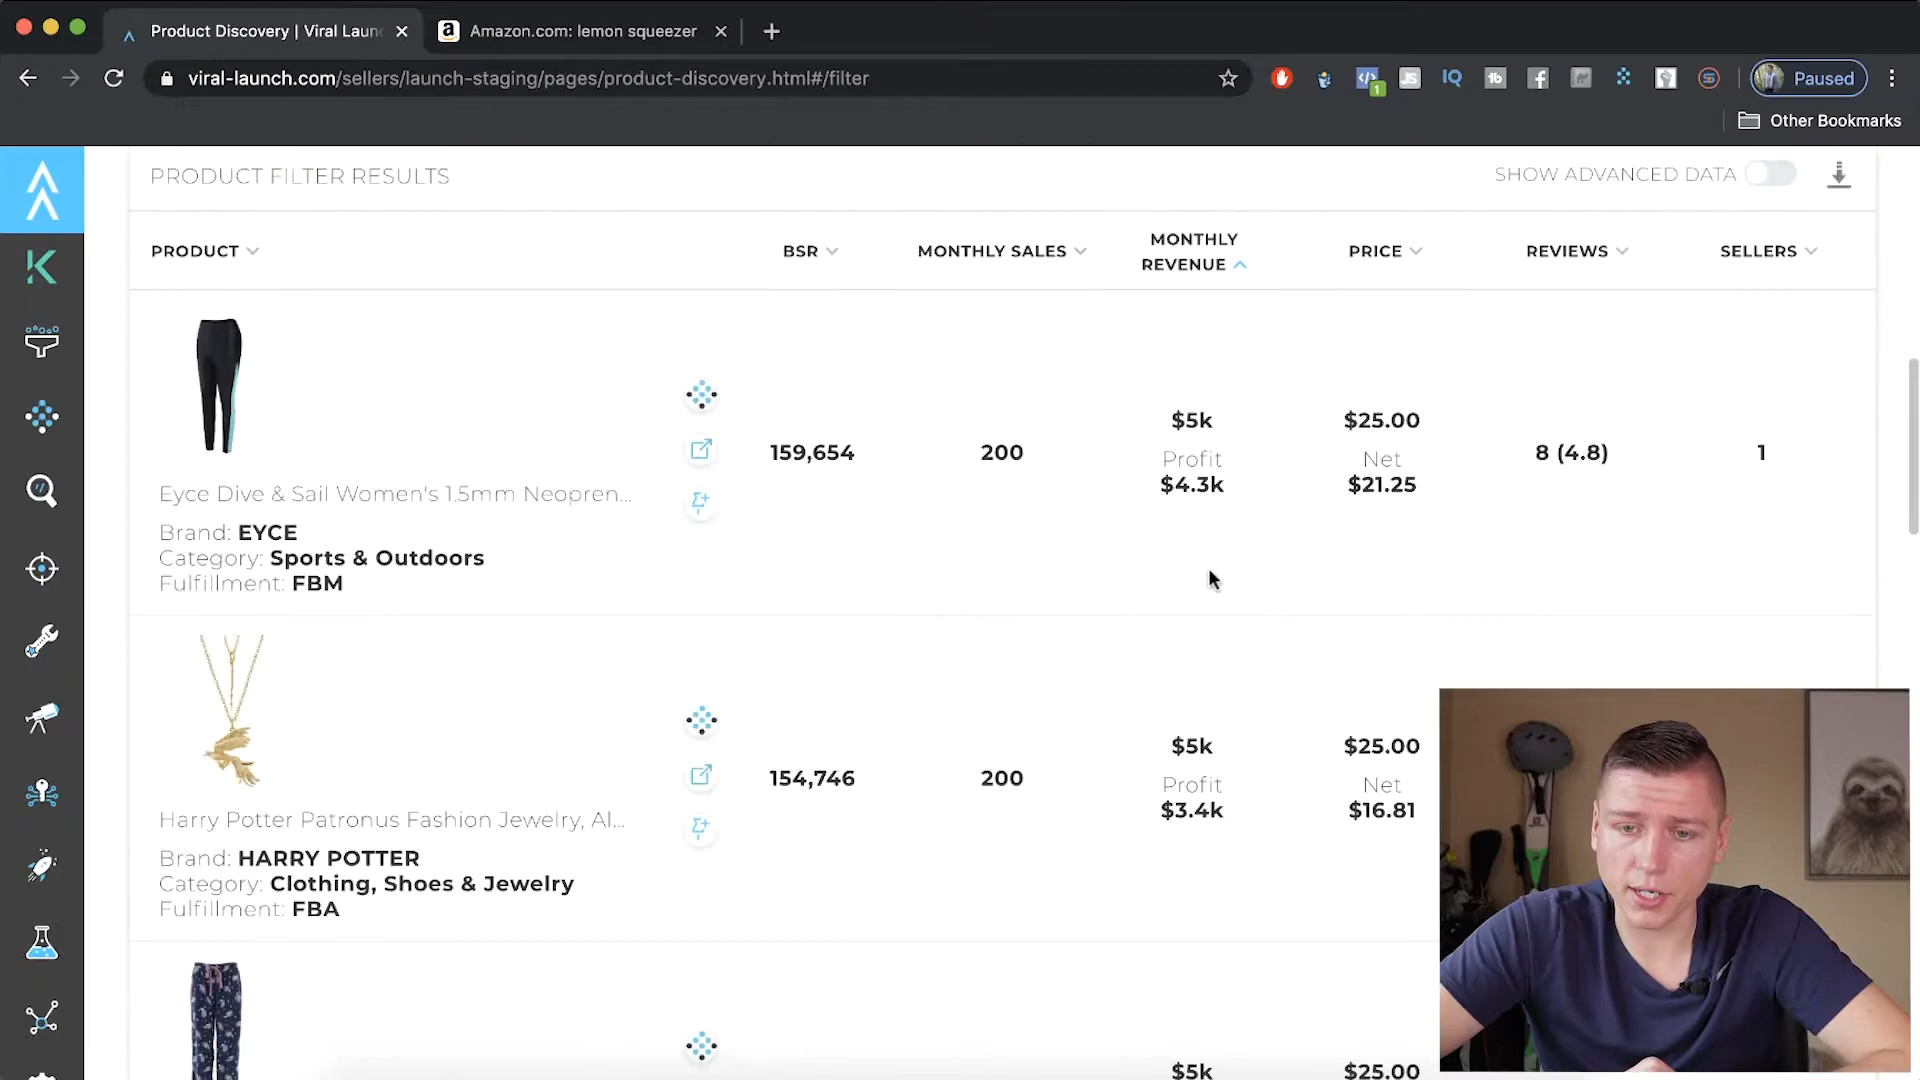 Product Discovery | Viral Laun
Amazon.com: lemon squeezer
viral-launch.com/sellers/launch-staging/pages/product-discovery.html#/filter
1
JS
IQ
Paused
Other Bookmarks
PRODUCT FILTER RESULTS
SHOW ADVANCED DATA
PRODUCT
BSR
MONTHLY SALES
MONTHLY
REVENUE
PRICE
REVIEWS
SELLERS
159,654
200
$5k
Profit
$4.3k
$25.00
Net
$21.25
8 (4.8)
1
Eyce Dive & Sail Women's 1.5mm Neopren...
Brand: EYCE
Category: Sports & Outdoors
Fulfillment: FBM
154,746
200
$5k
Profit
$3.4k
$25.00
Net
$16.81
Harry Potter Patronus Fashion Jewelry, Al...
Brand: HARRY POTTER
Category: Clothing, Shoes & Jewelry
Fulfillment: FBA
$5k
$25.00